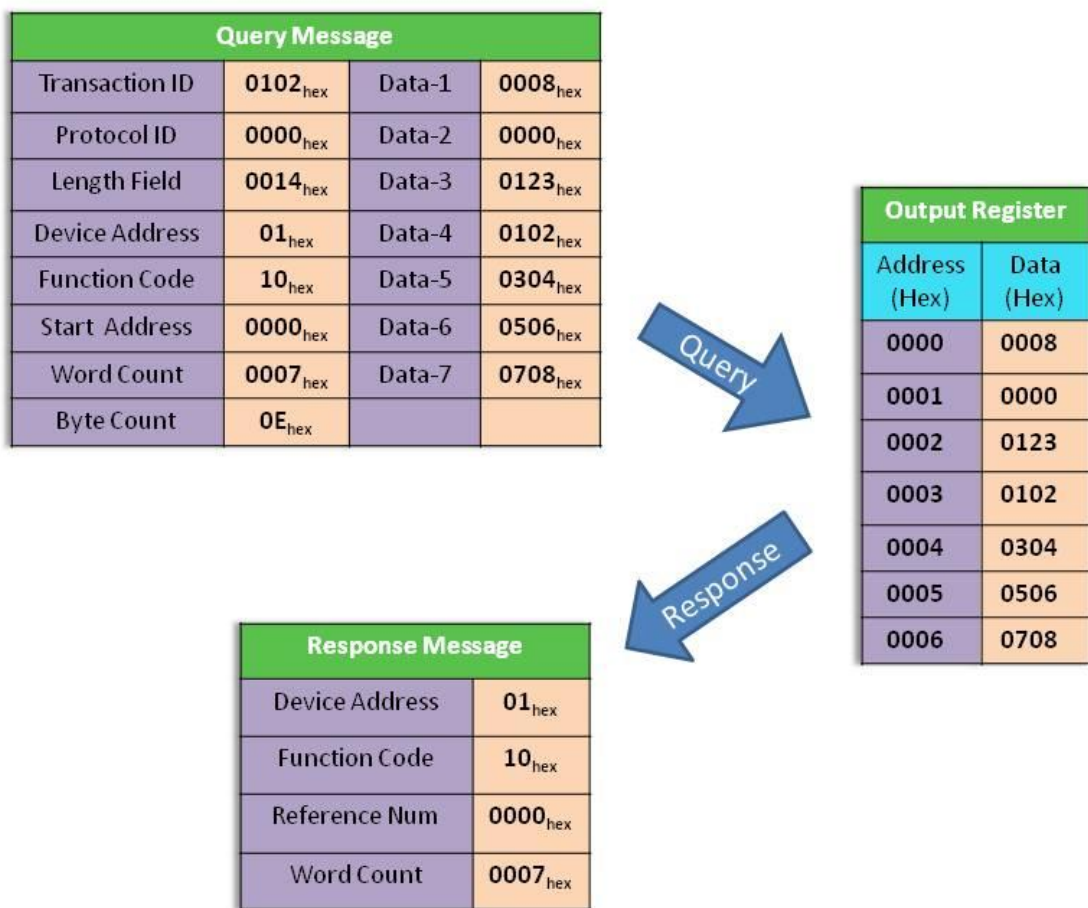 Query Message
Transaction ID 0102hex Data-1 0008hex
Protocol ID 0000hex Data-2 0000hex
Length Field 0014hex Data-3 0123hex
Device Address 01hex Data-4 0102hex
Function Code 10hex Data-5 0304hex
Start Address 0000hex Data-6 0506hex
Word Count 0007hex Data-7 0708hex
Byte Count 0Ehex
Query
Output Register
Address Data
(Hex) (Hex)
0000 0008
0001 0000
0002 0123
0003 0102
0004 0304
0005 0506
0006 0708
Response
Response Message
Device Address 01hex
Function Code 10hex
Reference Num 0000hex
Word Count 0007hex